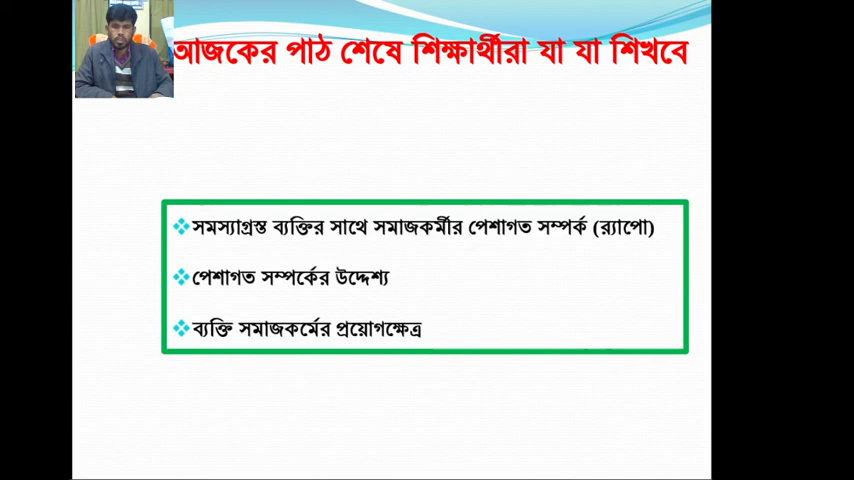 আজকের পাঠ শেষে শিক্ষার্থীরা যা যা শিখবে
সমস্যাগ্রস্ত ব্যক্তির সাথে সমাজকর্মীর পেশাগত সম্পর্ক (র‍্যাপো)
পেশাগত সম্পর্কের উদ্দেশ্য
ব্যক্তি সমাজকর্মের প্রয়োগক্ষেত্র